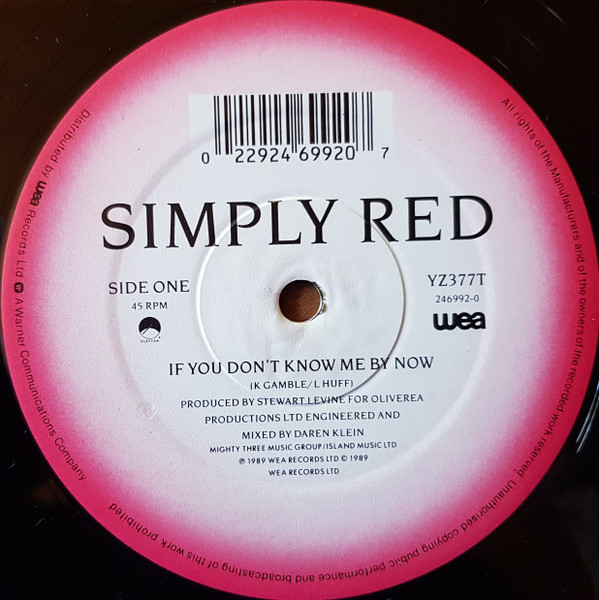 0 22924 69920 7
SIMPLY RED
SIDE ONE
45 RPM
ELEKTRA
YZ377T
246992-0
wea
IF YOU DON'T KNOW ME BY NOW
(K GAMBLE/L HUFF)
PRODUCED BY STEWART LEVINE FOR OLIVEREA
PRODUCTIONS LTD ENGINEERED AND
MIXED BY DAREN KLEIN
MIGHTY THREE MUSIC GROUP/ISLAND MUSIC LTD
℗ 1989 WEA RECORDS LTD © 1989
WEA RECORDS LTD
All rights of the Manufacturers and of the owners of the recorded work reserved. Unauthorised copying public performance and broadcasting of this work prohibited
Distributed by wea Records Ltd A Warner Communications Company